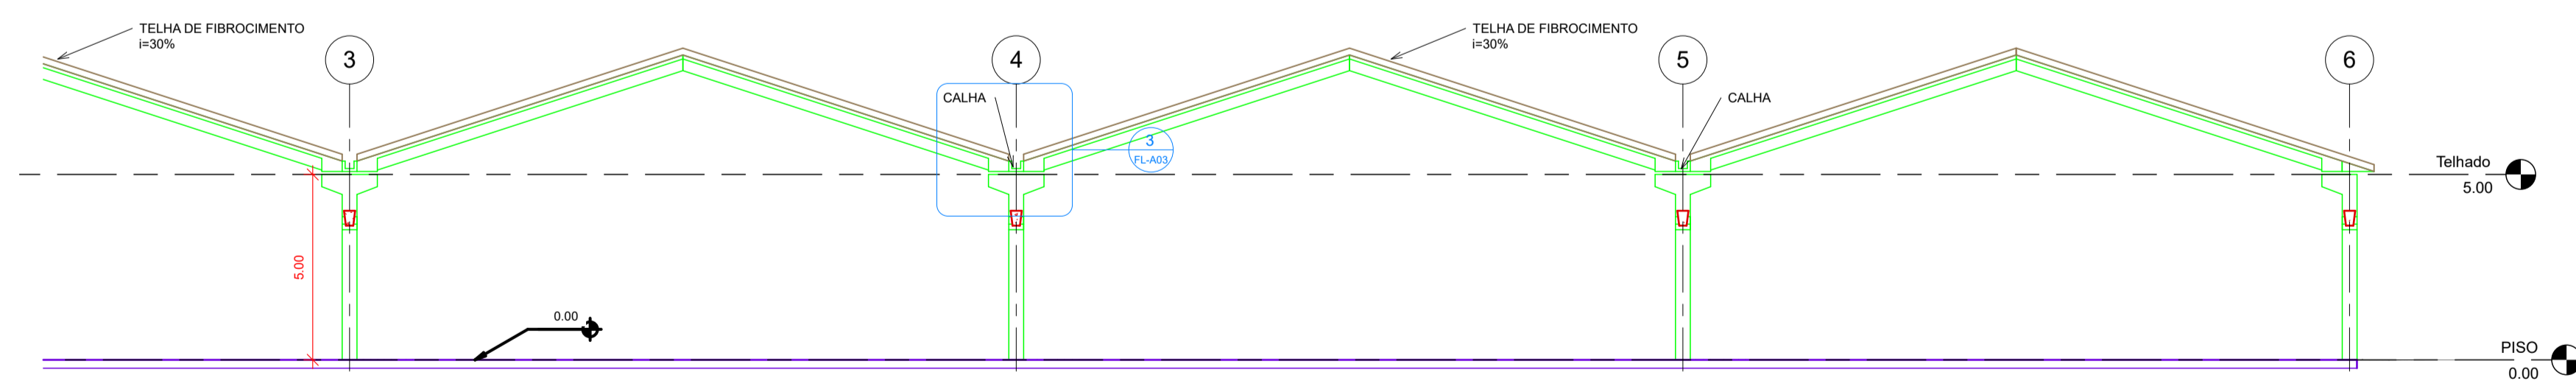 TELHA DE FIBROCIMENTO
i=30%
3
4
TELHA DE FIBROCIMENTO
i=30%
5
6
CALHA
CALHA
3
FL-A03
Telhado
5.00
5.00
0.00
PISO
0.00